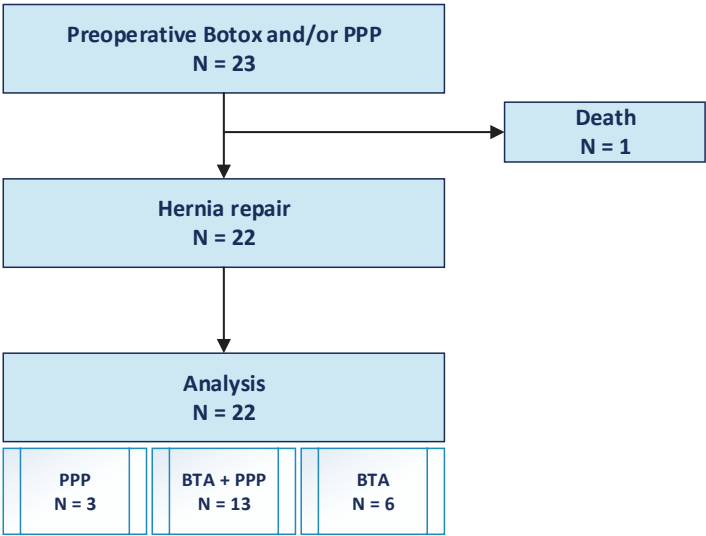 Preoperative Botox and/or PPP
N = 23
Death
N = 1
Hernia repair
N = 22
Analysis
N = 22
PPP
N = 3
BTA + PPP
N = 13
BTA
N = 6